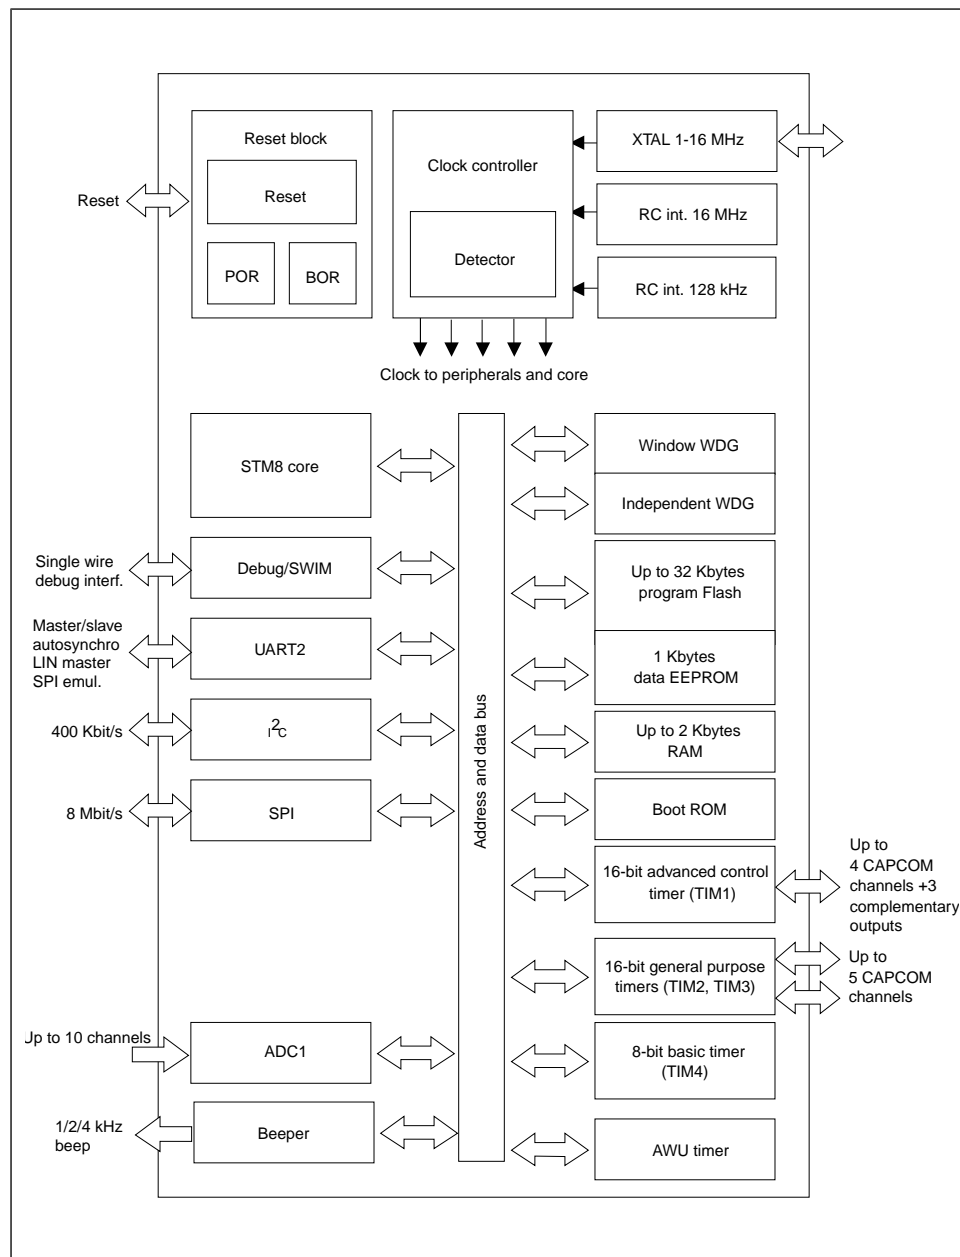 Reset block
Reset
POR
BOR
Reset
Clock controller
Detector
XTAL 1-16 MHz
RC int. 16 MHz
RC int. 128 kHz
Clock to peripherals and core
STM8 core
Single wire
debug interf.
Debug/SWIM
Master/slave
autosynchro
LIN master
SPI emul.
UART2
400 Kbit/s
I2C
8 Mbit/s
SPI
Up to 10 channels
ADC1
1/2/4 kHz
beep
Beeper
Address and data bus
Window WDG
Independent WDG
Up to 32 Kbytes
program Flash
1 Kbytes
data EEPROM
Up to 2 Kbytes
RAM
Boot ROM
16-bit advanced control
timer (TIM1)
Up to
4 CAPCOM
channels +3
complementary
outputs
16-bit general purpose
timers (TIM2, TIM3)
Up to
5 CAPCOM
channels
8-bit basic timer
(TIM4)
AWU timer